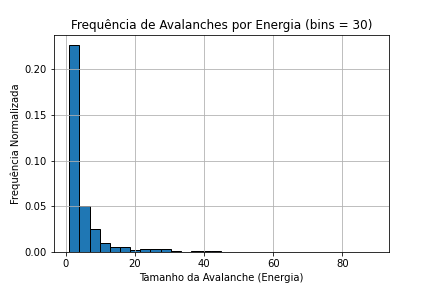 Frequência de Avalanches por Energia (bins = 30)
Frequência Normalizada
0.20
0.15
0.10
0.05
0.00
0 20 40 60 80
Tamanho da Avalanche (Energia)